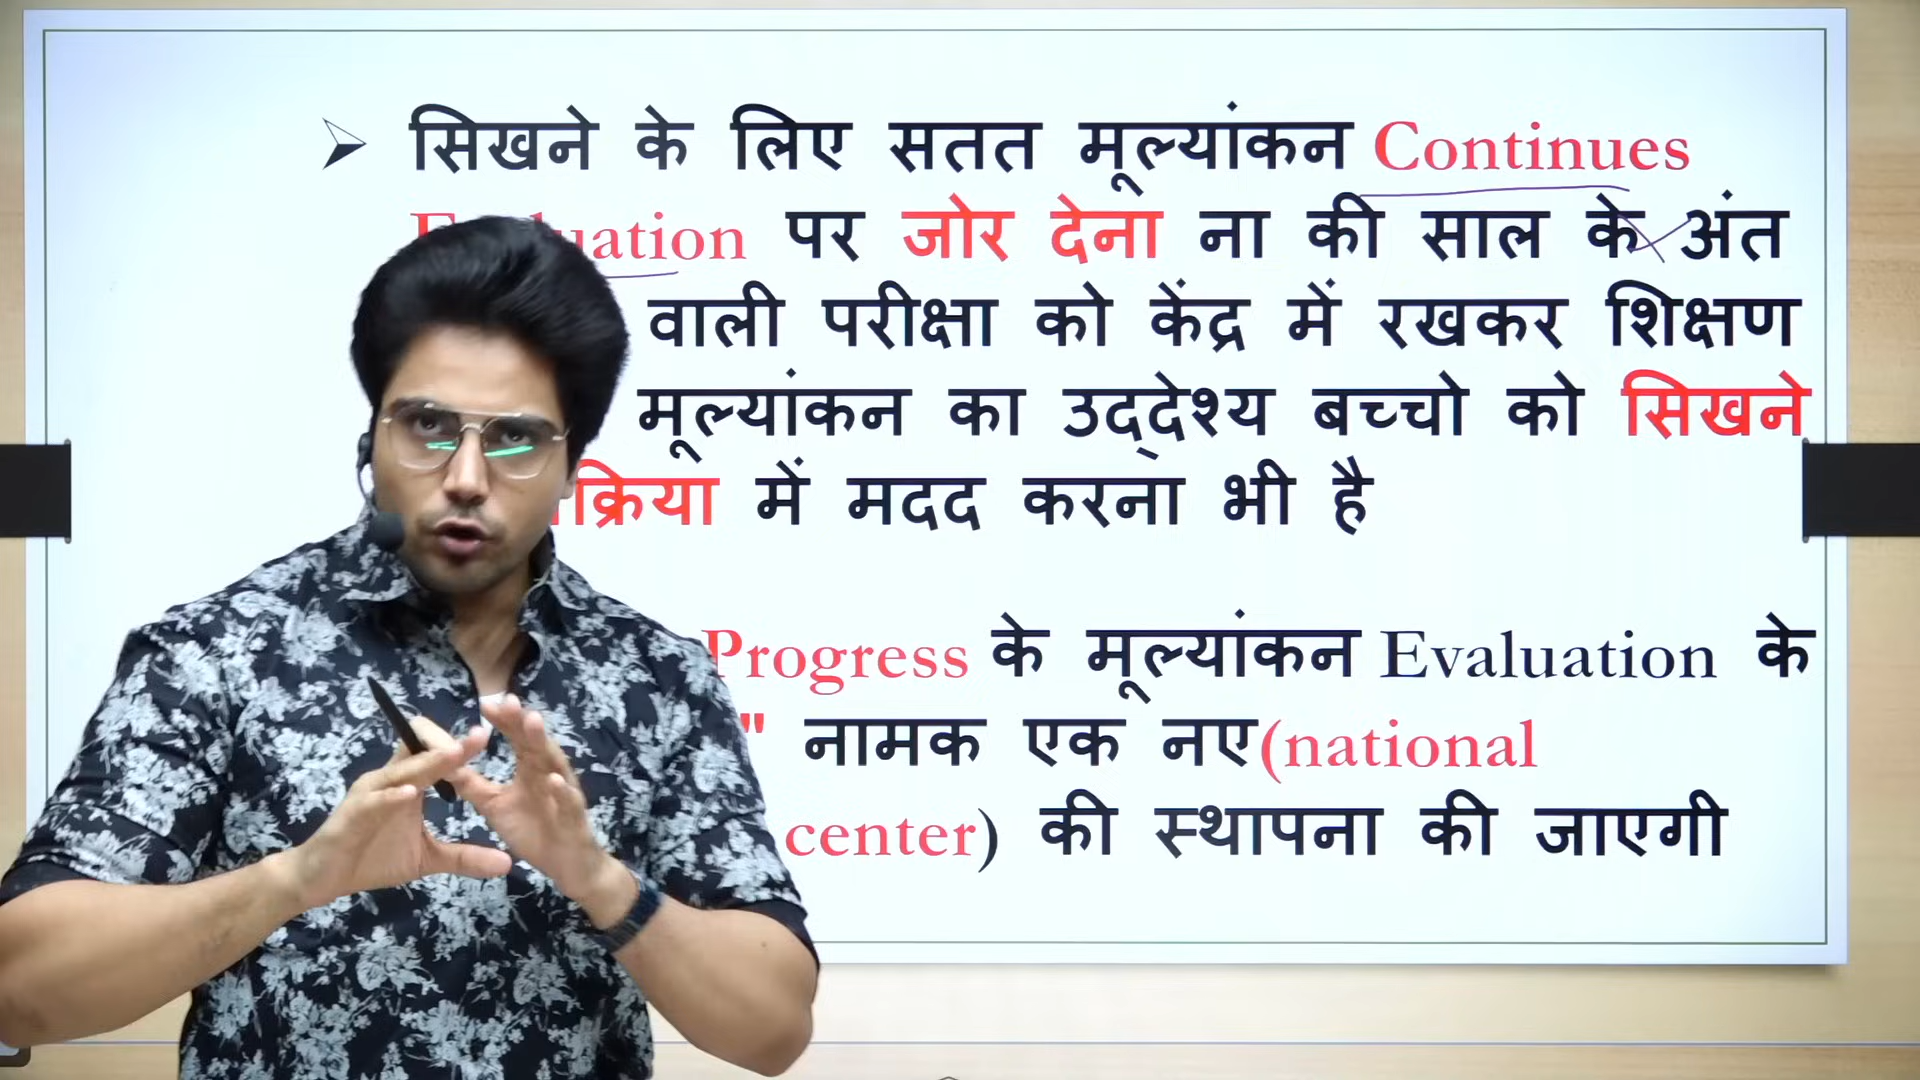 सिखने के लिए सतत मूल्यांकन Continues
पर जोर देना ना की साल के अंत
वाली परीक्षा को केंद्र में रखकर शिक्षण
मूल्यांकन का उद्देश्य बच्चो को सिखने
में मदद करना भी है
Progress के मूल्यांकन Evaluation के
" नामक एक नए(national
center) की स्थापना की जाएगी